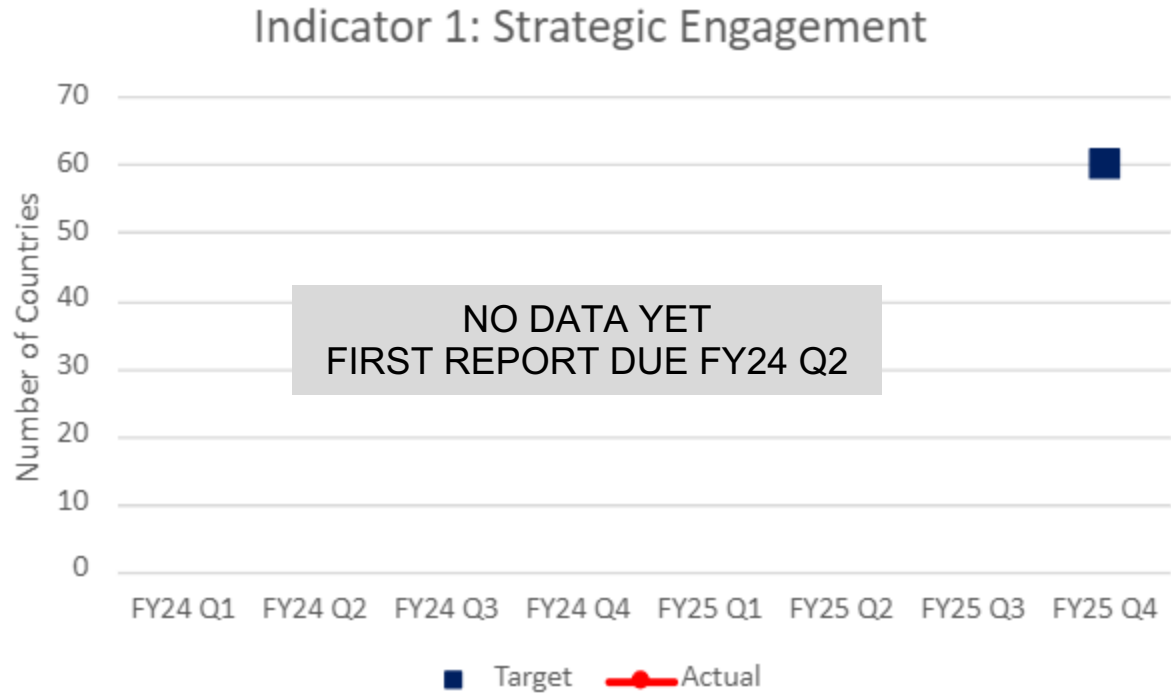 Indicator 1: Strategic Engagement
Number of Countries
70
60
50
40
30
20
10
0
NO DATA YET
FIRST REPORT DUE FY24 Q2
FY24 Q1 FY24 Q2 FY24 Q3 FY24 Q4 FY25 Q1 FY25 Q2 FY25 Q3 FY25 Q4
Target Actual